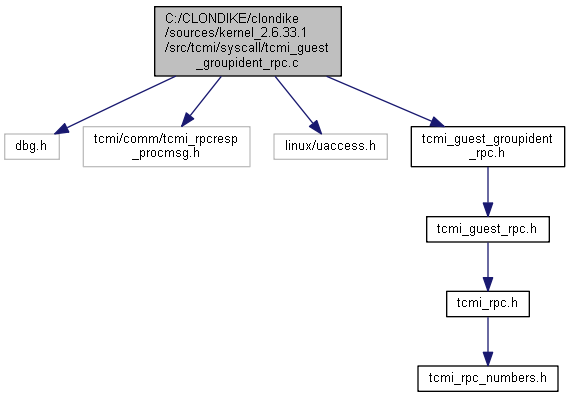 C:/CLONDIKE/clondike
/sources/kernel_2.6.33.1
/src/tcmi/syscall/tcmi_guest
_groupident_rpc.c
dbg.h
tcmi/comm/tcmi_rpcresp
_procmsg.h
linux/uaccess.h
tcmi_guest_groupident
_rpc.h
tcmi_guest_rpc.h
tcmi_rpc.h
tcmi_rpc_numbers.h